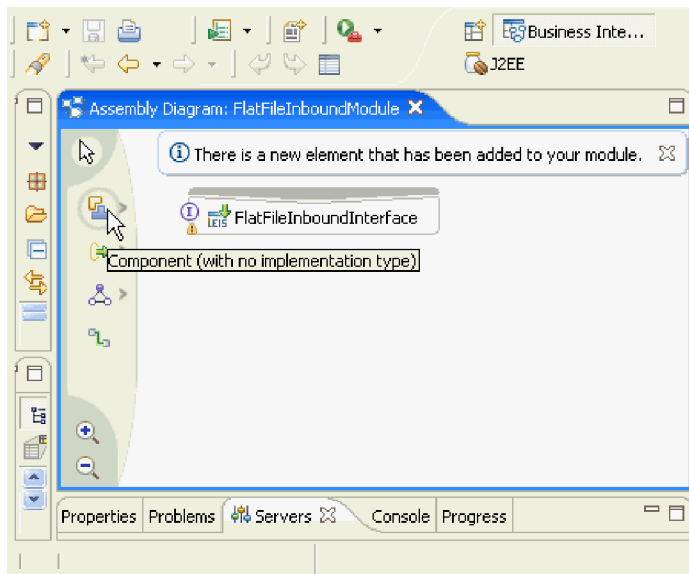 Business Inte...
J2EE
Assembly Diagram: FlatFileInboundModule
There is a new element that has been added to your module.
FlatFileInboundInterface
Component (with no implementation type)
Properties Problems Servers Console Progress